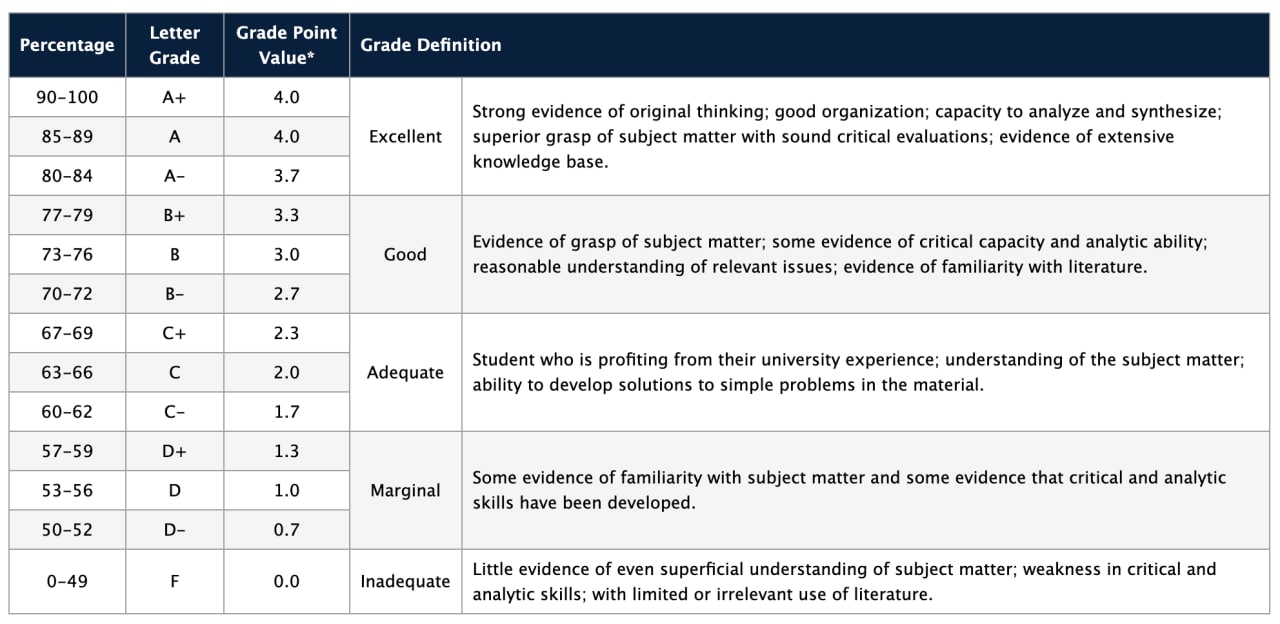 Percentage Letter Grade Grade Point Value* Grade Definition
90–100 A+ 4.0
85–89 A 4.0
80–84 A– 3.7
Excellent
Strong evidence of original thinking; good organization; capacity to analyze and synthesize;
superior grasp of subject matter with sound critical evaluations; evidence of extensive
knowledge base.
77–79 B+ 3.3
73–76 B 3.0
70–72 B– 2.7
Good
Evidence of grasp of subject matter; some evidence of critical capacity and analytic ability;
reasonable understanding of relevant issues; evidence of familiarity with literature.
67–69 C+ 2.3
63–66 C 2.0
60–62 C– 1.7
Adequate
Student who is profiting from their university experience; understanding of the subject matter;
ability to develop solutions to simple problems in the material.
57–59 D+ 1.3
53–56 D 1.0
50–52 D– 0.7
Marginal
Some evidence of familiarity with subject matter and some evidence that critical and analytic
skills have been developed.
0–49 F 0.0
Inadequate
Little evidence of even superficial understanding of subject matter; weakness in critical and
analytic skills; with limited or irrelevant use of literature.